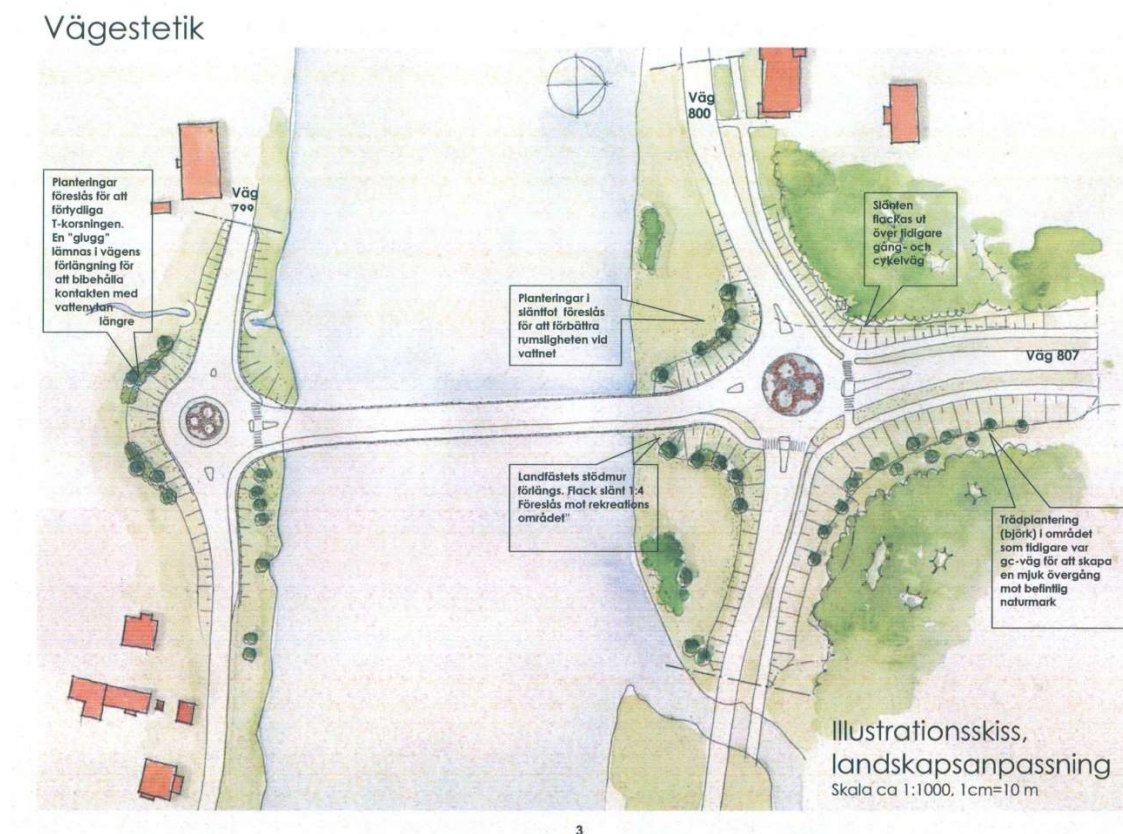 Vägestetik
Väg
800
Planteringar
föreslås för att
förtydliga
T-korsningen.
En "glugg"
lämnas i vägens
förlängning för
att bibehålla
kontakten med
vattenytan
längre
Väg
799
Slänten
flackas ut
över tidigare
gång- och
cykelväg
Planteringar i
släntfot föreslås
för att förbättra
rumsligheten vid
vattnet
Väg 807
Landfästets stödmur
förlängs. Flack slänt 1:4
Föreslås mot rekreations
området"
Trädplantering
(björk) i området
som tidigare var
gc-väg för att skapa
en mjuk övergång
mot befintlig
naturmark
Illustrationsskiss,
landskapsanpassning
Skala ca 1:1000, 1cm=10 m
3